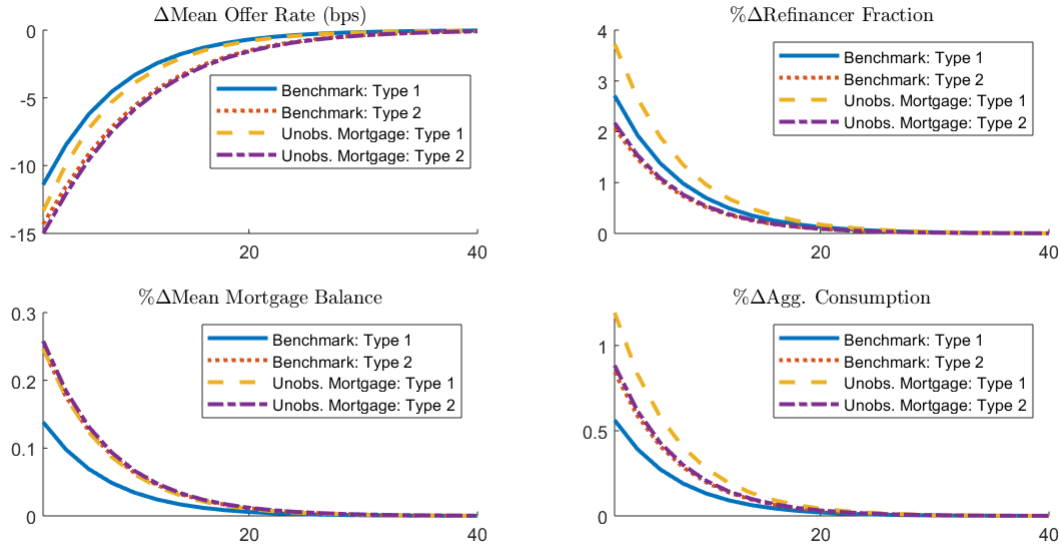 ΔMean Offer Rate (bps)
0
-5
-10
-15
20
40
Benchmark: Type 1
Benchmark: Type 2
Unobs. Mortgage: Type 1
Unobs. Mortgage: Type 2
%ΔRefinancer Fraction
4
3
2
1
0
20
40
Benchmark: Type 1
Benchmark: Type 2
Unobs. Mortgage: Type 1
Unobs. Mortgage: Type 2
%ΔMean Mortgage Balance
0.3
0.2
0.1
0
20
40
Benchmark: Type 1
Benchmark: Type 2
Unobs. Mortgage: Type 1
Unobs. Mortgage: Type 2
%ΔAgg. Consumption
1
0.5
0
20
40
Benchmark: Type 1
Benchmark: Type 2
Unobs. Mortgage: Type 1
Unobs. Mortgage: Type 2